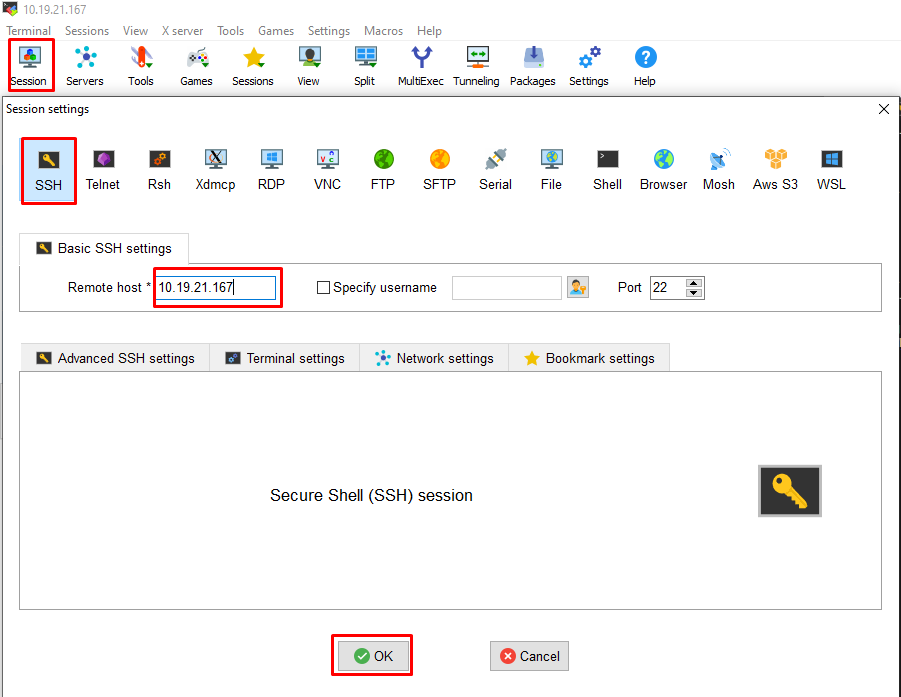 10.19.21.167
Terminal Sessions View X server Tools Games Settings Macros Help
Session Servers Tools Games Sessions View Split MultiExec Tunneling Packages Settings Help
Session settings
SSH Telnet Rsh Xdmcp RDP VNC FTP SFTP Serial File Shell Browser Mosh Aws S3 WSL
Basic SSH settings
Remote host * 10.19.21.167 Specify username Port 22
Advanced SSH settings Terminal settings Network settings Bookmark settings
Secure Shell (SSH) session
OK Cancel